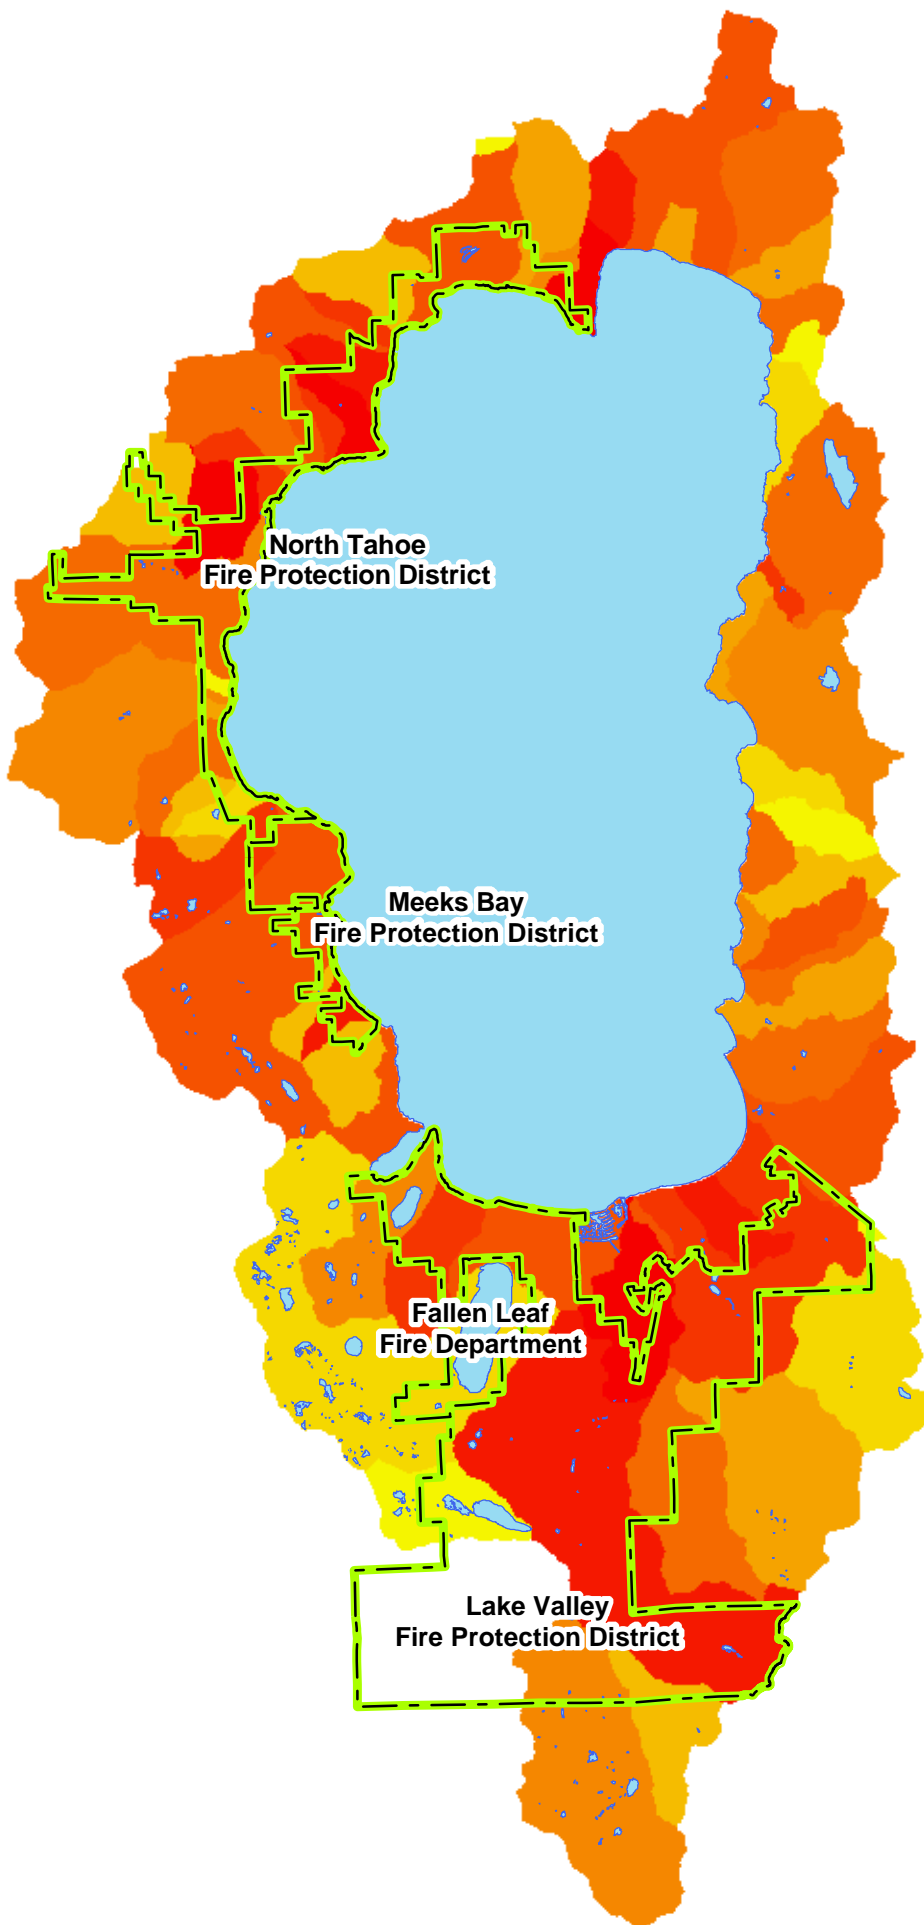 North Tahoe
Fire Protection District
Meeks Bay
Fire Protection District
Fallen Leaf
Fire Department
Lake Valley
Fire Protection District